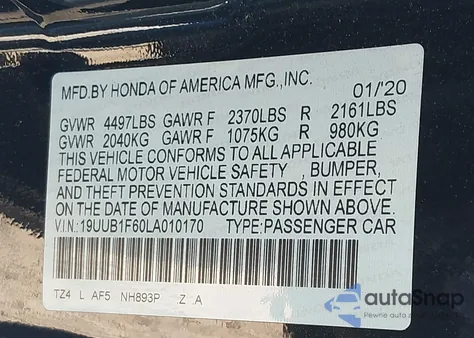 MFD.BY HONDA OF AMERICA MFG.,INC. 01/'20
GVWR 4497LBS GAWR F 2370LBS R 2161LBS
GVWR 2040KG GAWR F 1075KG R 980KG
THIS VEHICLE CONFORMS TO ALL APPLICABLE
FEDERAL MOTOR VEHICLE SAFETY , BUMPER,
AND THEFT PREVENTION STANDARDS IN EFFECT
ON THE DATE OF MANUFACTURE SHOWN ABOVE.
V.I.N:19UUB1F60LA010170 TYPE:PASSENGER CAR
TZ4 L AF5 NH893P Z A
autoSnap